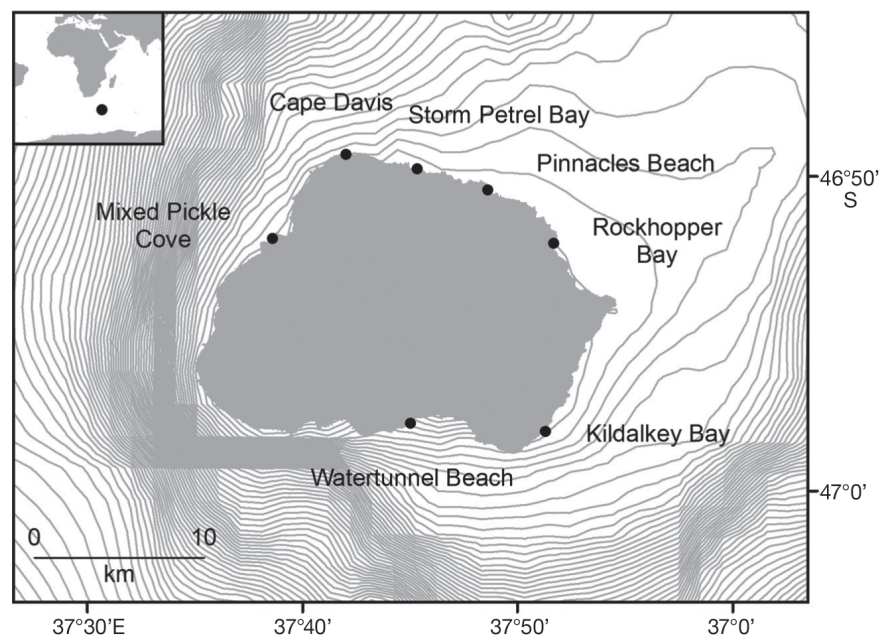 Cape Davis
Storm Petrel Bay
Pinnacles Beach
46°50'
S
Mixed Pickle
Cove
Rockhopper
Bay
Kildalkey Bay
Watertunnel Beach
47°0'
0 10
km
37°30'E 37°40' 37°50' 37°0'